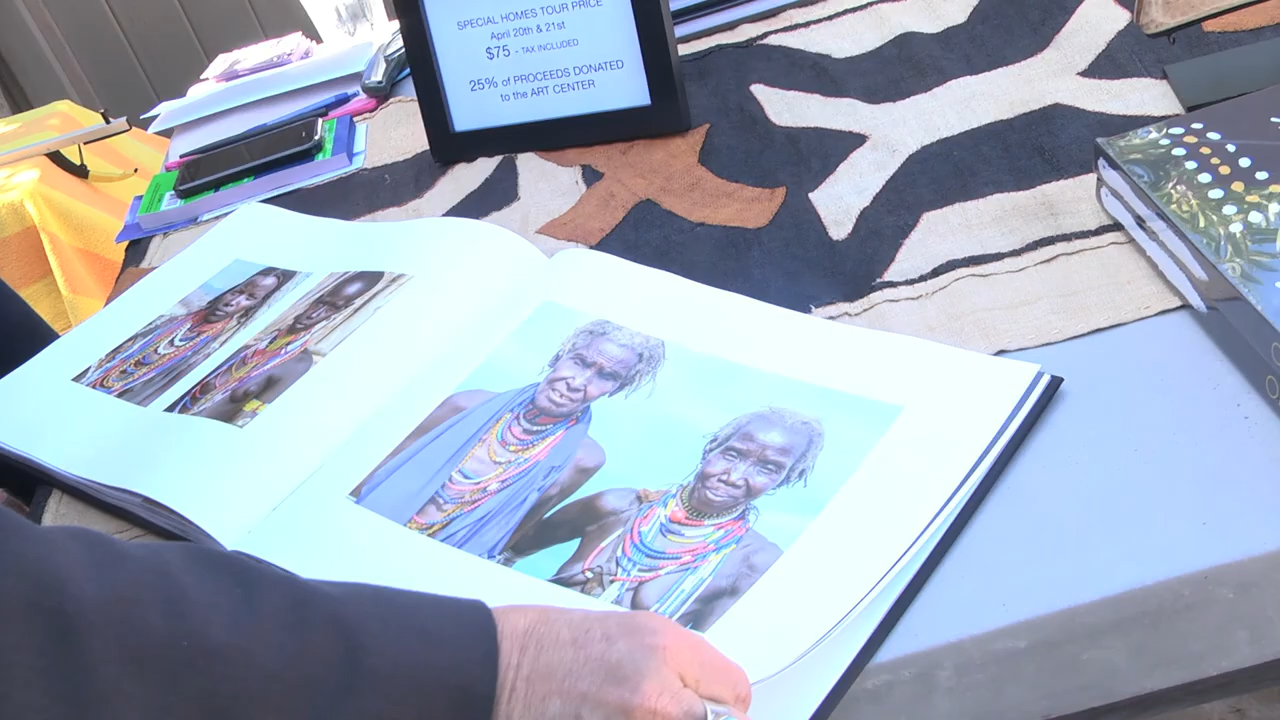 SPECIAL HOMES TOUR PRICE
April 20th & 21st
$75 - TAX INCLUDED
25% of PROCEEDS DONATED
to the ART CENTER